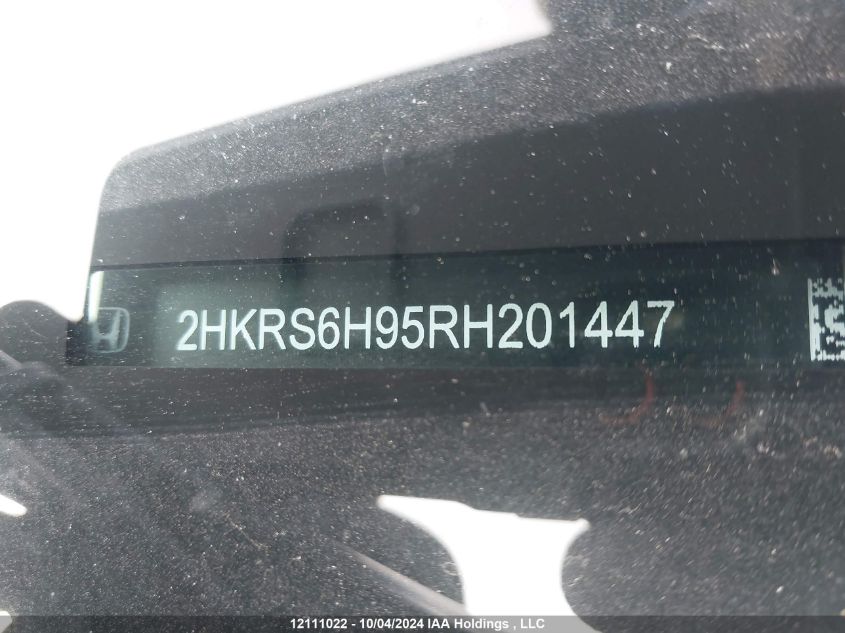 2HKRS6H95RH201447
12111022 - 10/04/2024 IAA Holdings , LLC